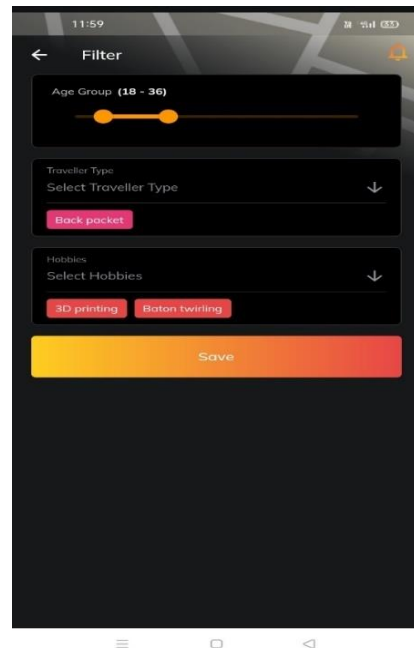 11:59
Filter
Age Group (18 - 36)
Traveller Type
Select Traveller Type
Back pocket
Hobbies
Select Hobbies
3D printing Baton twirling
Save